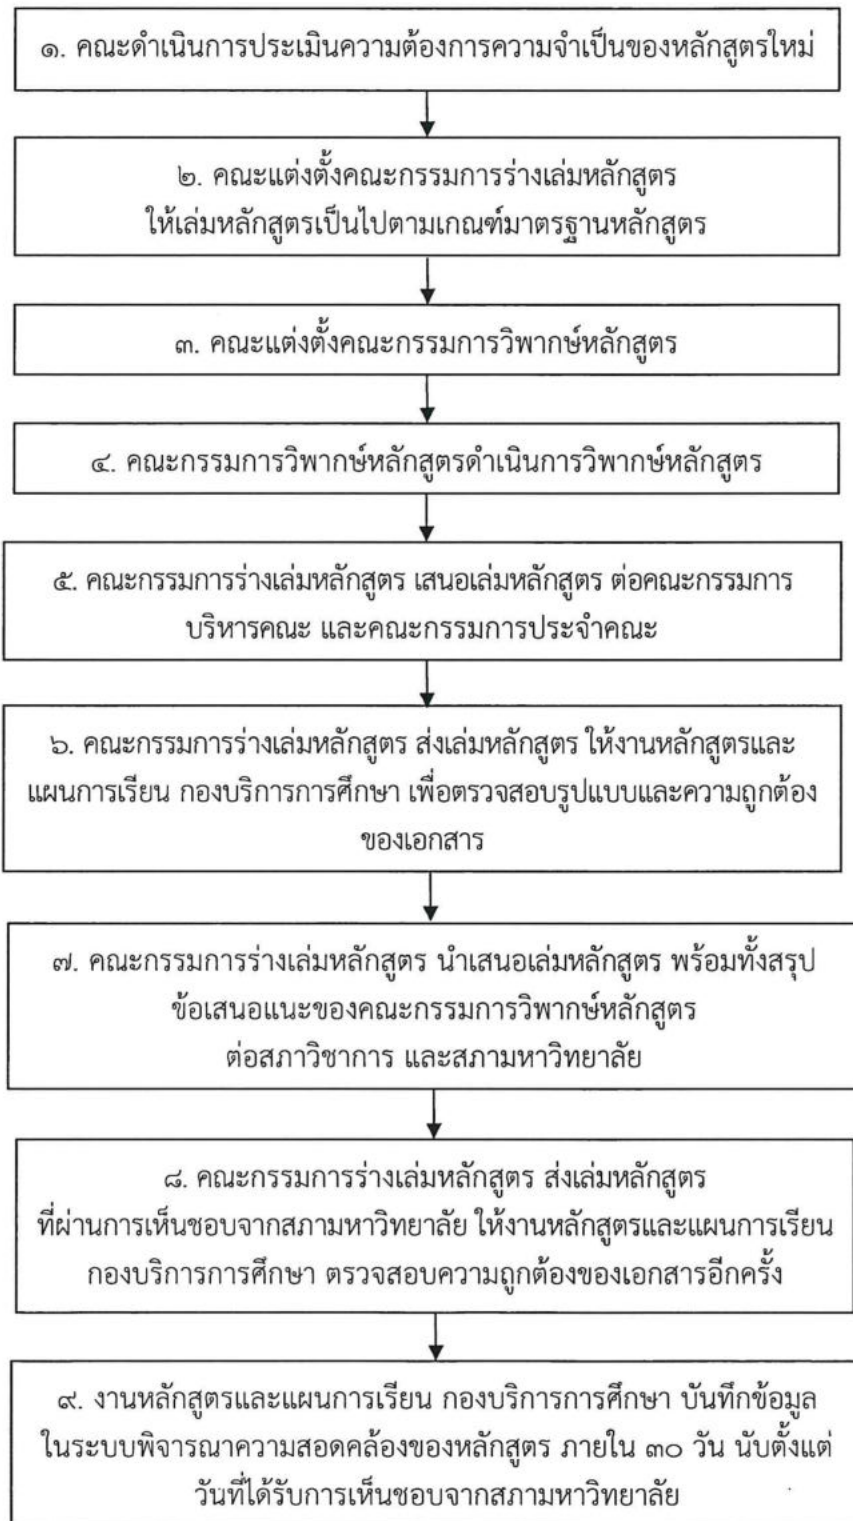 ๑. คณะดำเนินการประเมินความต้องการความจำเป็นของหลักสูตรใหม่
๒. คณะแต่งตั้งคณะกรรมการร่างเล่มหลักสูตร
ให้เล่มหลักสูตรเป็นไปตามเกณฑ์มาตรฐานหลักสูตร
๓. คณะแต่งตั้งคณะกรรมการวิพากษ์หลักสูตร
๔. คณะกรรมการวิพากษ์หลักสูตรดำเนินการวิพากษ์หลักสูตร
๕. คณะกรรมการร่างเล่มหลักสูตร เสนอเล่มหลักสูตร ต่อคณะกรรมการ
บริหารคณะ และคณะกรรมการประจำคณะ
๖. คณะกรรมการร่างเล่มหลักสูตร ส่งเล่มหลักสูตร ให้งานหลักสูตรและ
แผนการเรียน กองบริการการศึกษา เพื่อตรวจสอบรูปแบบและความถูกต้อง
ของเอกสาร
๗. คณะกรรมการร่างเล่มหลักสูตร นำเสนอเล่มหลักสูตร พร้อมทั้งสรุป
ข้อเสนอแนะของคณะกรรมการวิพากษ์หลักสูตร
ต่อสภาวิชาการ และสภามหาวิทยาลัย
๘. คณะกรรมการร่างเล่มหลักสูตร ส่งเล่มหลักสูตร
ที่ผ่านการเห็นชอบจากสภามหาวิทยาลัย ให้งานหลักสูตรและแผนการเรียน
กองบริการการศึกษา ตรวจสอบความถูกต้องของเอกสารอีกครั้ง
๙. งานหลักสูตรและแผนการเรียน กองบริการการศึกษา บันทึกข้อมูล
ในระบบพิจารณาความสอดคล้องของหลักสูตร ภายใน ๓๐ วัน นับตั้งแต่
วันที่ได้รับการเห็นชอบจากสภามหาวิทยาลัย